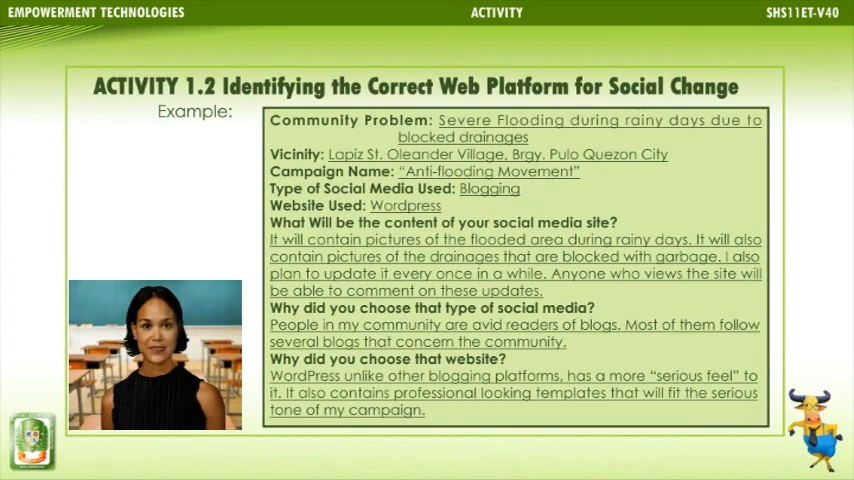 EMPOWERMENT TECHNOLOGIES
ACTIVITY
SHS11ET-V40
ACTIVITY 1.2 Identifying the Correct Web Platform for Social Change
Example:
Community Problem: Severe Flooding during rainy days due to
blocked drainages
Vicinity: Lapiz St. Oleander Village, Brgy. Pulo Quezon City
Campaign Name: “Anti-flooding Movement”
Type of Social Media Used: Blogging
Website Used: Wordpress
What Will be the content of your social media site?
It will contain pictures of the flooded area during rainy days. It will also
contain pictures of the drainages that are blocked with garbage. I also
plan to update it every once in a while. Anyone who views the site will
be able to comment on these updates.
Why did you choose that type of social media?
People in my community are avid readers of blogs. Most of them follow
several blogs that concern the community.
Why did you choose that website?
WordPress unlike other blogging platforms, has a more “serious feel” to
it. It also contains professional looking templates that will fit the serious
tone of my campaign.